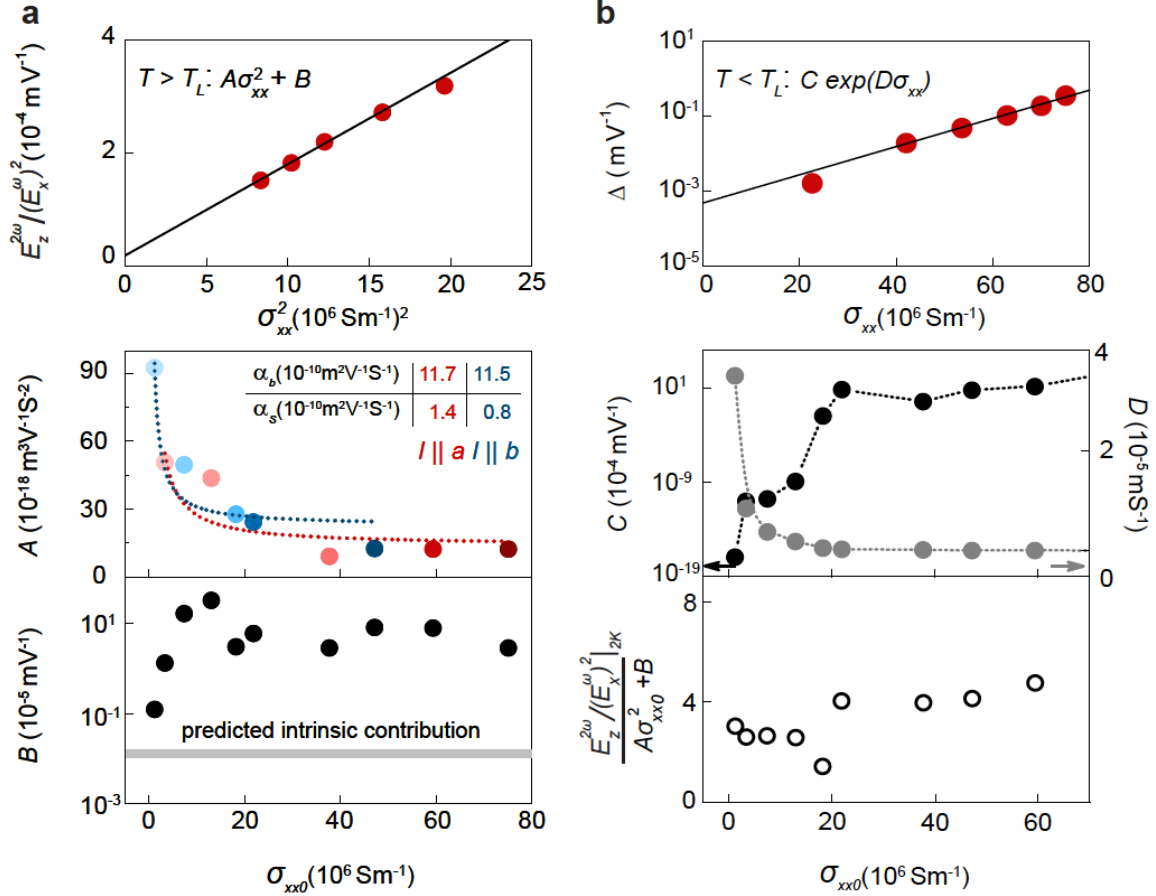 a
E_z^{2ω}/(E_x^ω)^2 (10^-4 mV^-1)
4
2
0
T > T_L: Aσ_xx^2 + B
0 5 10 15 20 25
σ_xx^2 (10^6 Sm^-1)^2
A (10^-18 m^3V^-1S^-2)
90
60
30
0
α_b(10^-10m^2V^-1S^-1) 11.7 11.5
α_S(10^-10m^2V^-1S^-1) 1.4 0.8
I || a I || b
B (10^-5 mV^-1)
10^1
10^-1
10^-3
predicted intrinsic contribution
0 20 40 60 80
σ_xx0 (10^6 Sm^-1)
b
Δ (mV^-1)
10^1
10^-1
10^-3
10^-5
T < T_L: C exp(Dσ_xx)
0 20 40 60 80
σ_xx (10^6 Sm^-1)
C (10^-4 mV^-1)
10^1
10^-9
10^-19
4
2
0
D (10^-5 mS^-1)
E_z^{2ω}/(E_x^ω)^2|_2K
Aσ_xx0^2 + B
8
4
0
0 20 40 60
σ_xx0 (10^6 Sm^-1)